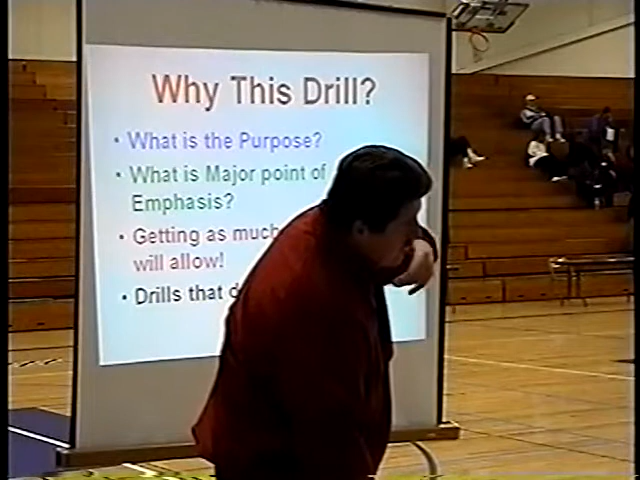 Why This Drill?
• What is the Purpose?
• What is Major point of
Emphasis?
• Getting as much
will allow!
• Drills that